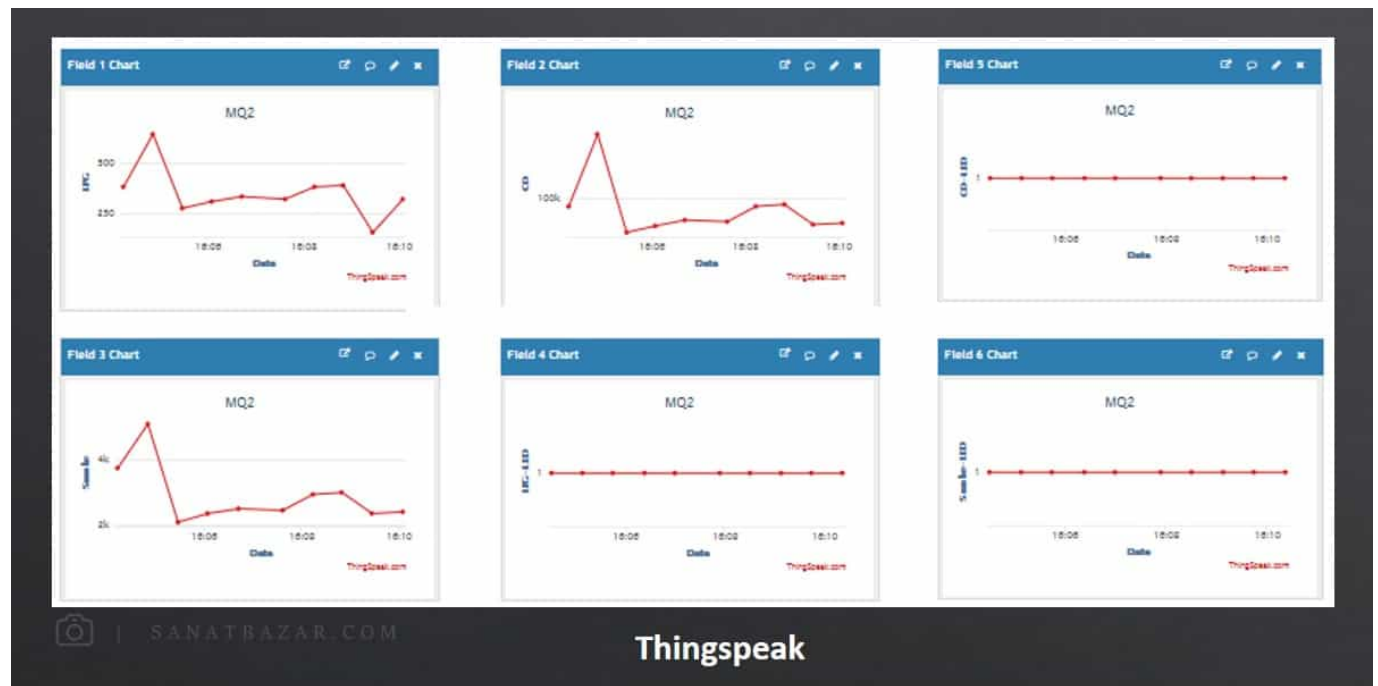 Field 1 Chart
MQ2
LPG
500
250
16:06
16:08
16:10
Date
ThingSpeak.com
Field 2 Chart
MQ2
CO
100k
16:06
16:08
16:10
Date
ThingSpeak.com
Field 5 Chart
MQ2
CO-LED
1
16:06
16:08
16:10
Date
ThingSpeak.com
Field 3 Chart
MQ2
Smoke
4k
2k
16:06
16:08
16:10
Date
ThingSpeak.com
Field 4 Chart
MQ2
LPG-LED
1
16:06
16:08
16:10
Date
ThingSpeak.com
Field 6 Chart
MQ2
Smoke-LED
1
16:06
16:08
16:10
Date
ThingSpeak.com
| SANATBAZAR.COM
Thingspeak